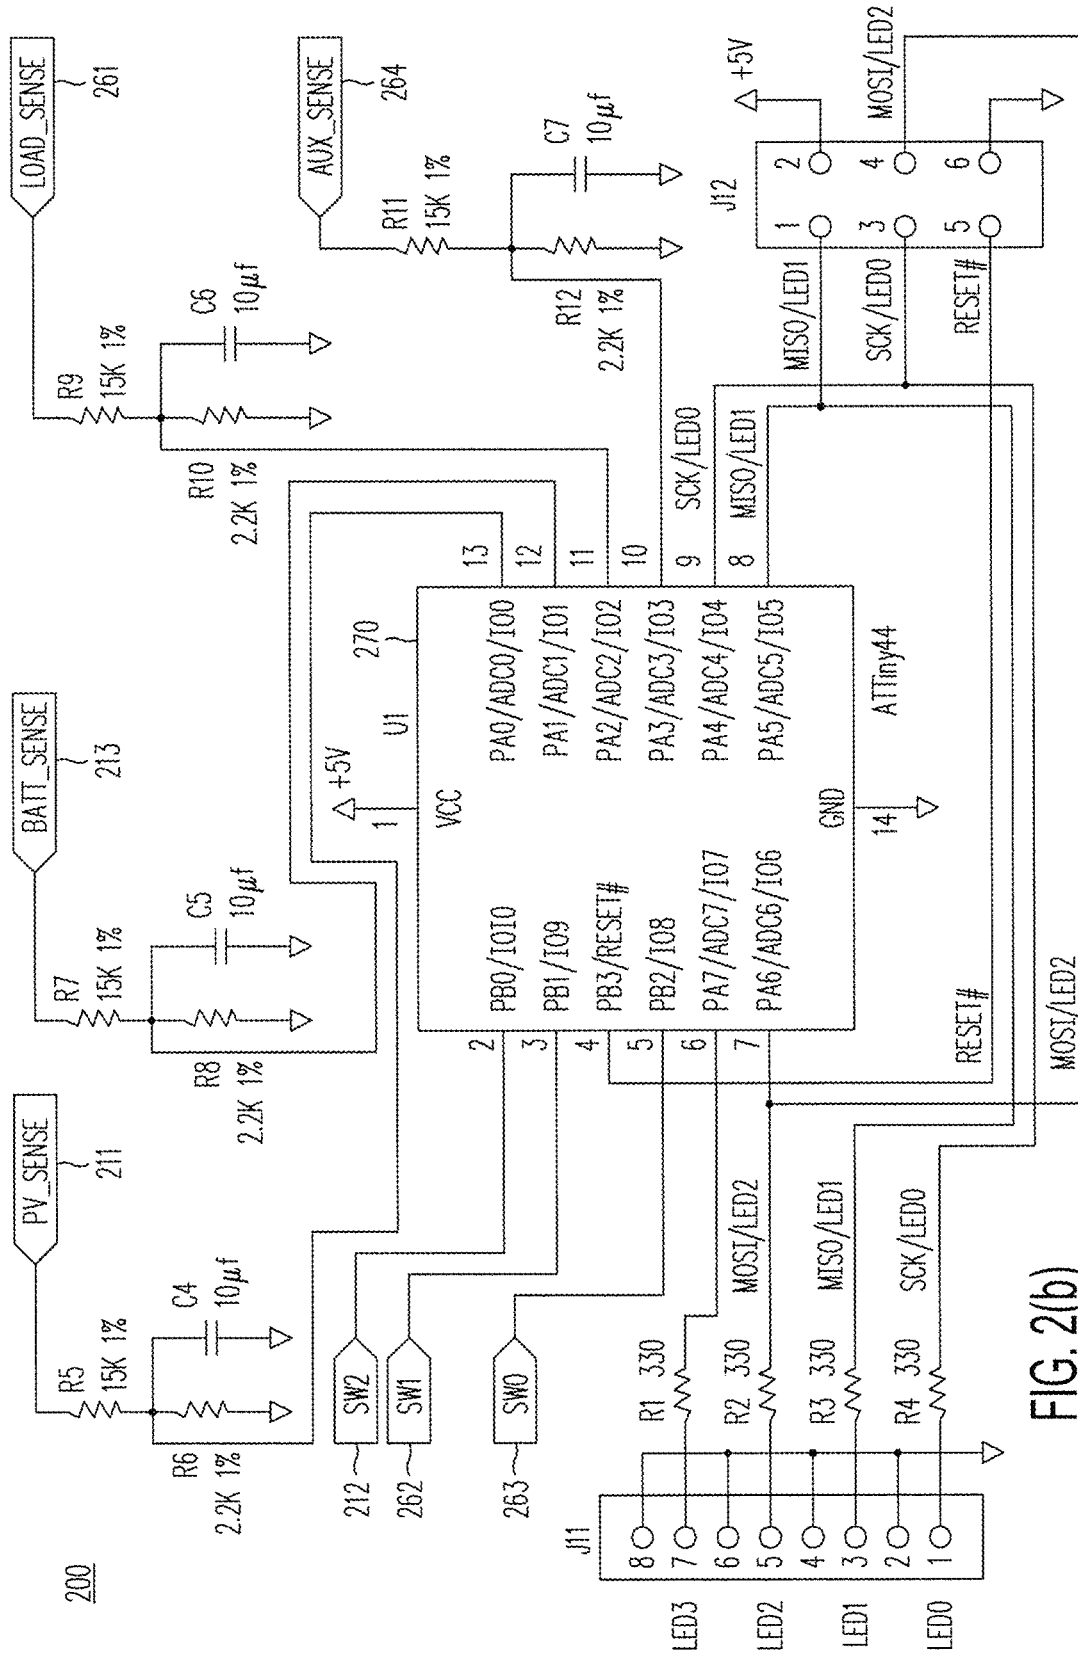 200
PV_SENSE
211
BATT_SENSE
213
LOAD_SENSE
261
R5
15K 1%
C4
10μf
R6
2.2K 1%
R7
15K 1%
C5
10μf
R8
2.2K 1%
R9
15K 1%
C6
10μf
R10
2.2K 1%
AUX_SENSE
264
R11
15K 1%
C7
10μf
R12
2.2K 1%
SW2
212
SW1
262
SW0
263
+5V
1
U1
270
VCC
2
PB0/IOIO
3
PB1/IO9
4
PB3/RESET#
5
PB2/IO8
6
PA7/ADC7/IO7
7
PA6/ADC6/IO6
PA0/ADC0/IO0
13
PA1/ADC1/IO1
12
PA2/ADC2/IO2
11
PA3/ADC3/IO3
10
PA4/ADC4/IO4
9
SCK/LED0
PA5/ADC5/IO5
8
MISO/LED1
GND
14
ATTiny44
J11
8
7
6
5
4
3
2
1
LED3
LED2
LED1
LED0
R1 330
R2 330
MOSI/LED2
R3 330
MISO/LED1
R4 330
SCK/LED0
RESET#
MOSI/LED2
J12
1
2
3
4
5
6
+5V
MISO/LED1
SCK/LED0
RESET#
MOSI/LED2
FIG. 2(b)